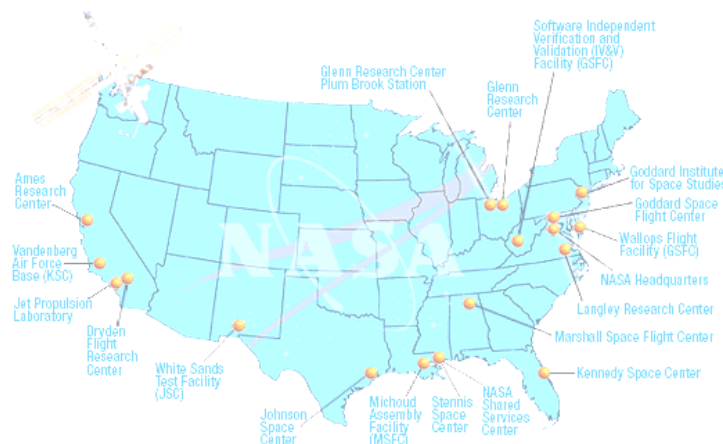 Software Independent
Verification and
Validation (IV&V)
Facility (GSFC)
Glenn Research Center
Plum Brook Station
Glenn
Research
Center
Goddard Institute
for Space Studies
Goddard Space
Flight Center
Wallops Flight
Facility (GSFC)
NASA Headquarters
Langley Research Center
Marshall Space Flight Center
Kennedy Space Center
Ames
Research
Center
Vandenberg
Air Force
Base (KSC)
Jet Propulsion
Laboratory
Dryden
Flight
Research
Center
White Sands
Test Facility
(JSC)
Johnson
Space
Center
Michoud
Assembly
Facility
(MSFC)
Stennis
Space
Center
NASA
Shared
Services
Center
NASA